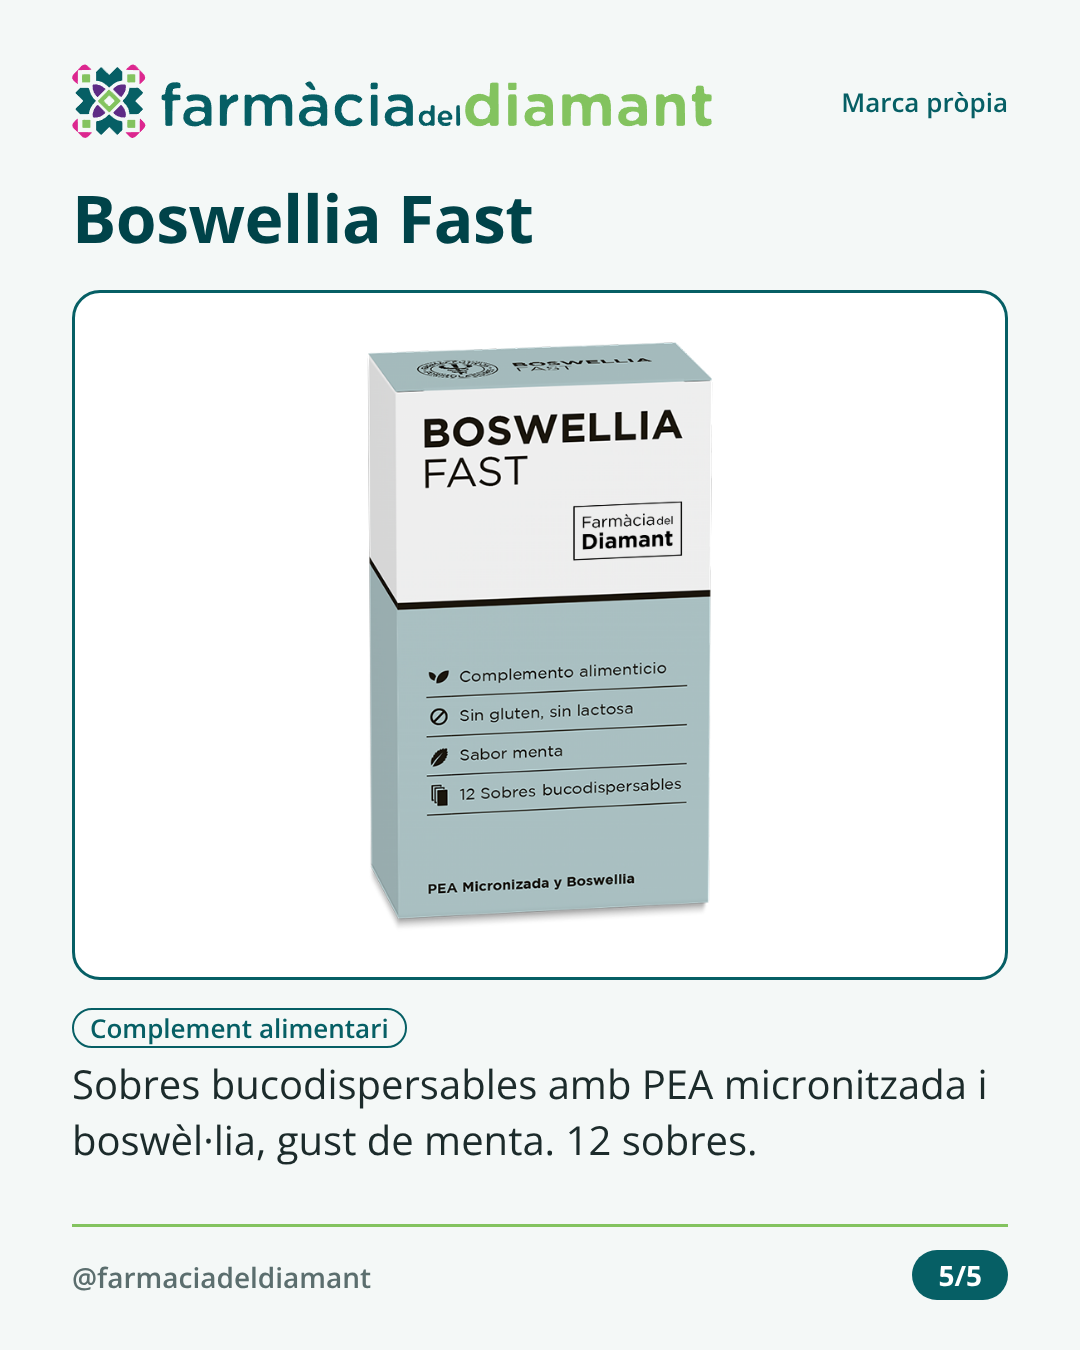 farmàciadeldiamant
Marca pròpia
Boswellia Fast
BOSWELLIA
FAST
BOSWELLIA
FAST
Farmàciadel
Diamant
Complemento alimenticio
Sin gluten, sin lactosa
Sabor menta
12 Sobres bucodispersables
PEA Micronizada y Boswellia
Complement alimentari
Sobres bucodispersables amb PEA micronitzada i
boswèl·lia, gust de menta. 12 sobres.
@farmaciadeldiamant
5/5